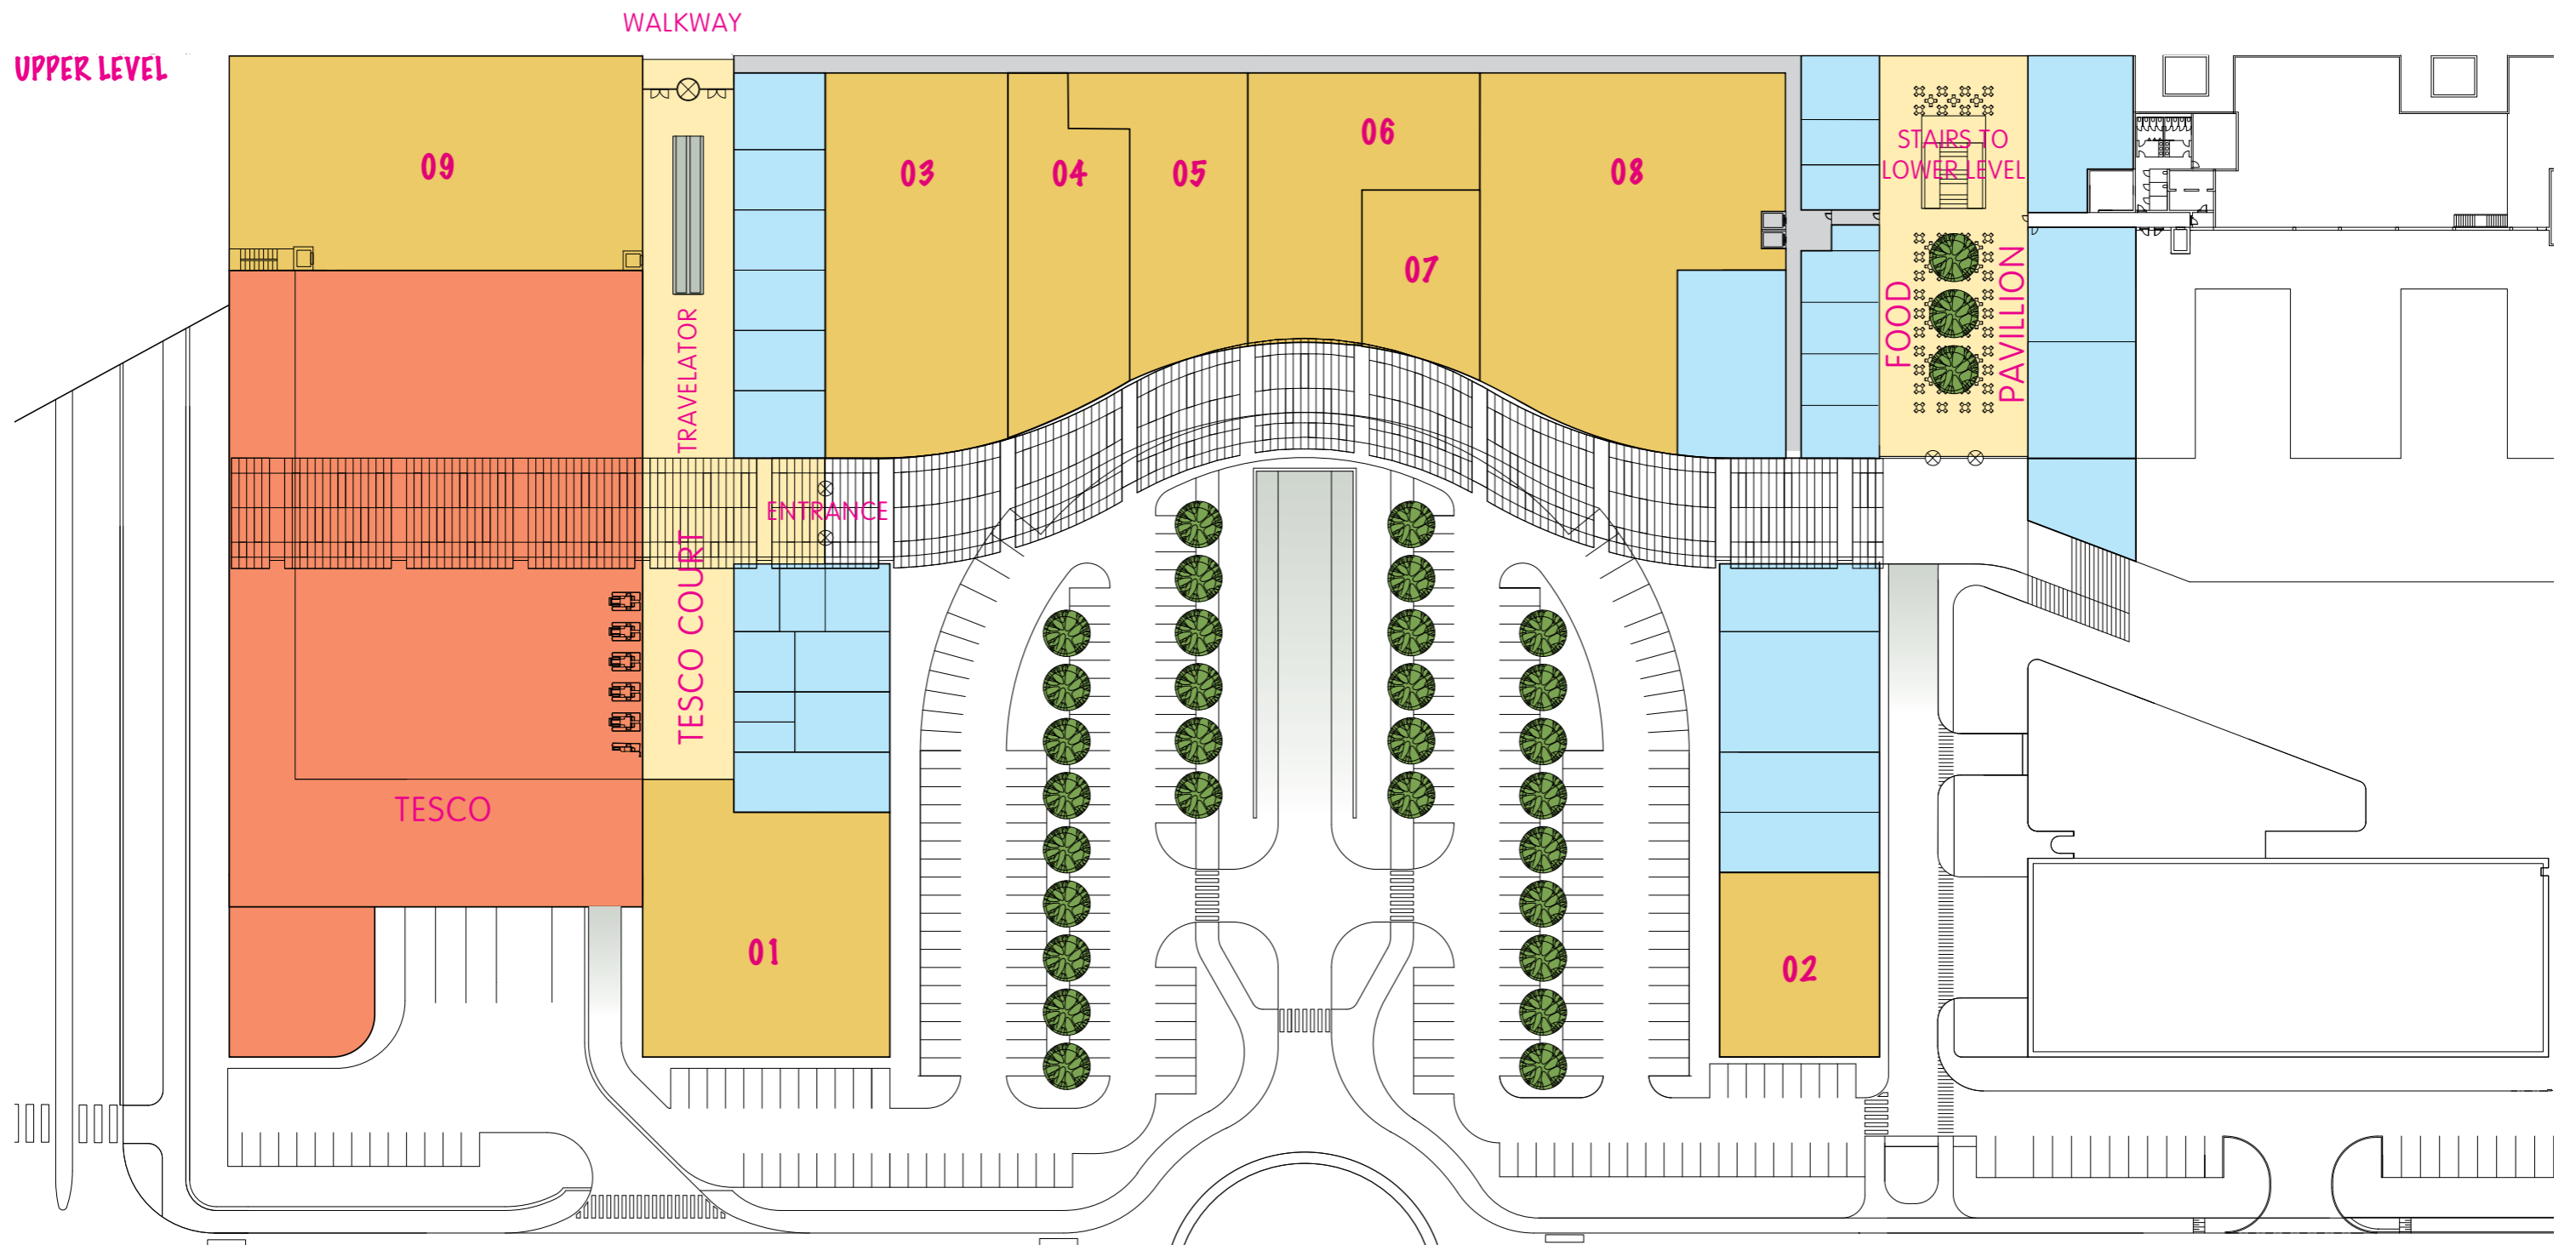 WALKWAY
UPPER LEVEL
09
03
04
05
06
07
08
STAIRS TO
LOWER LEVEL
FOOD
PAVILLION
TRAVELATOR
ENTRANCE
TESCO COURT
TESCO
01
02